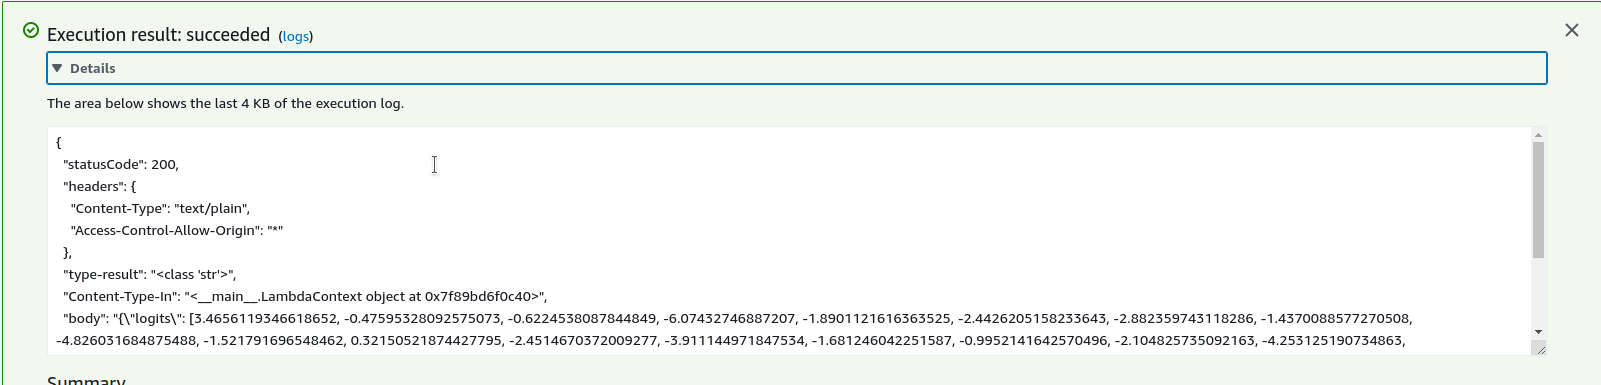 Execution result: succeeded (logs)
Details
The area below shows the last 4 KB of the execution log.
{
"statusCode": 200,
"headers": {
"Content-Type": "text/plain",
"Access-Control-Allow-Origin": "*"
},
"type-result": "<class 'str'>",
"Content-Type-In": "<__main__.LambdaContext object at 0x7f89bd6f0c40>",
"body": "{\"logits\": [3.4656119346618652, -0.47595328092575073, -0.6224538087844849, -6.07432746887207, -1.8901121616363525, -2.4426205158233643, -2.882359743118286, -1.4370088577270508,
-4.826031684875488, -1.521791696548462, 0.32150521874427795, -2.4514670372009277, -3.911144971847534, -1.681246042251587, -0.9952141642570496, -2.104825735092163, -4.253125190734863,
Summary